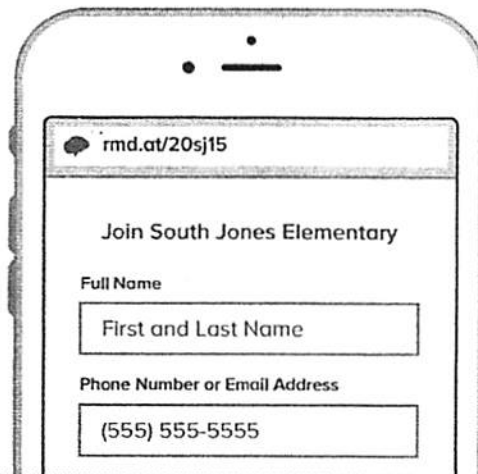 rmd.at/20sj15
Join South Jones Elementary
Full Name
First and Last Name
Phone Number or Email Address
(555) 555-5555